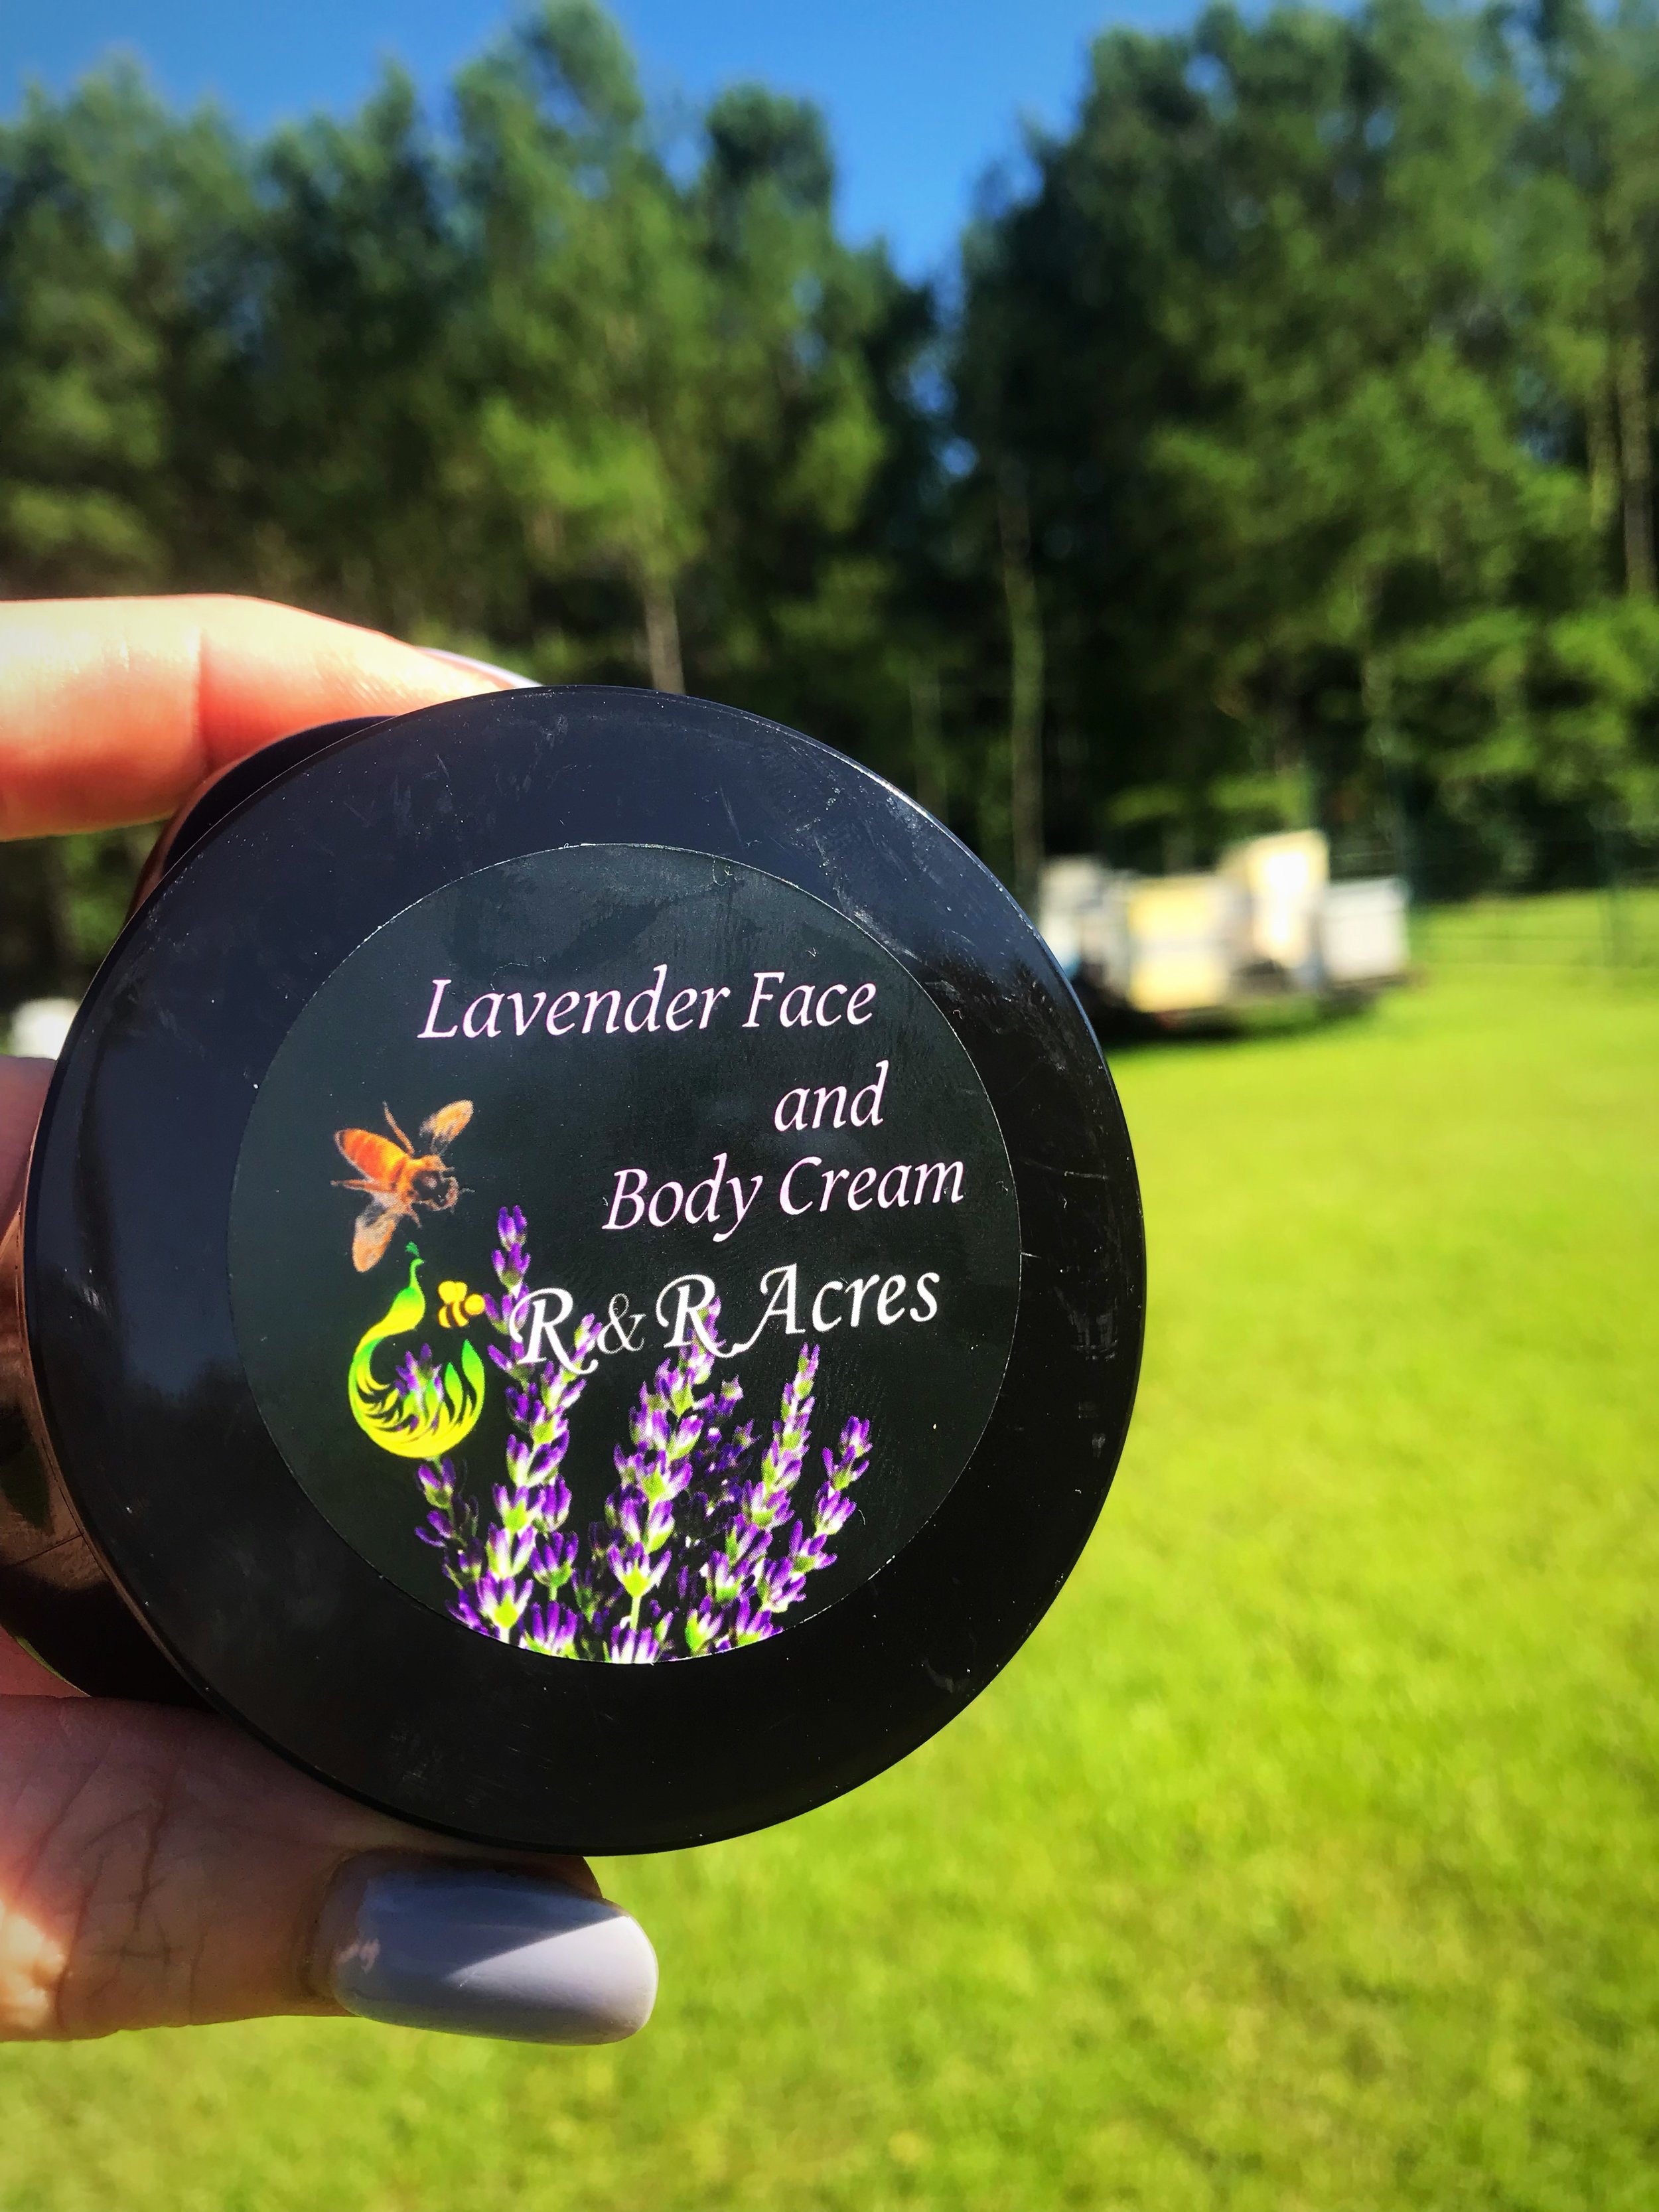 Lavender Face
and
Body Cream
R & R Acres